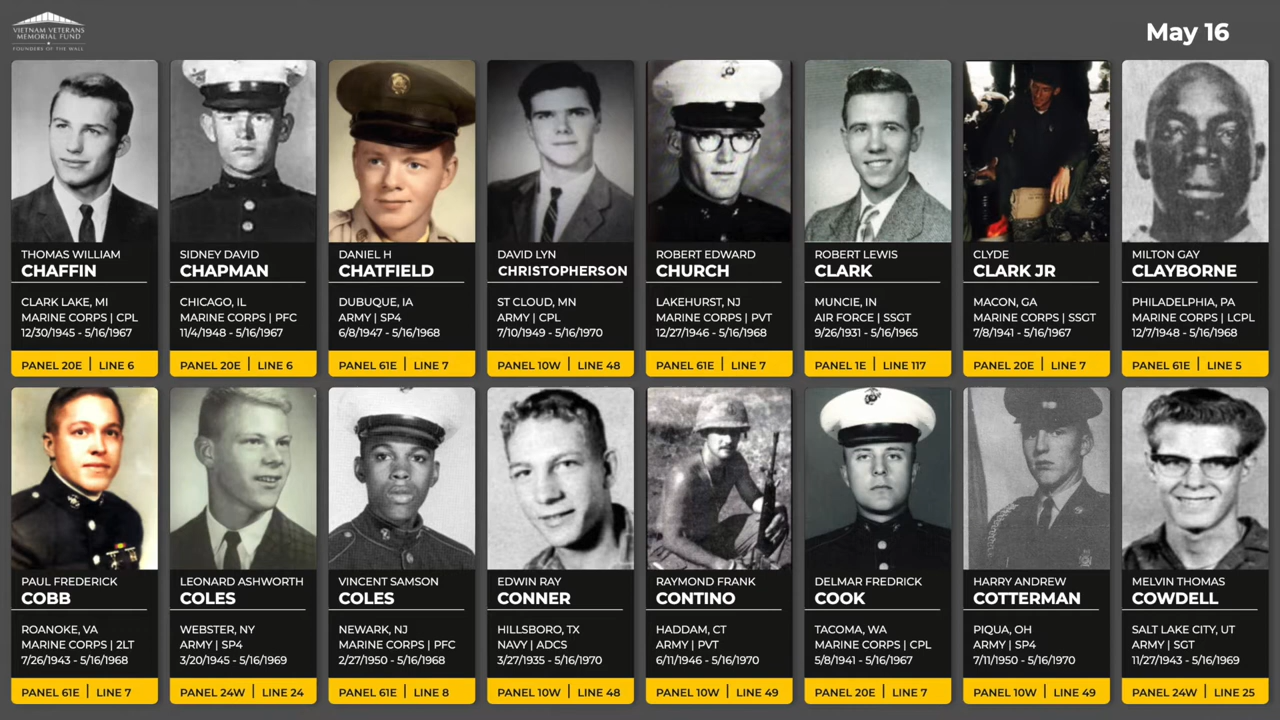 VIETNAM VETERANS
MEMORIAL FUND
FOUNDERS OF THE WALL
May 16
THOMAS WILLIAM
CHAFFIN
CLARK LAKE, MI
MARINE CORPS | CPL
12/30/1945 - 5/16/1967
PANEL 20E | LINE 6
SIDNEY DAVID
CHAPMAN
CHICAGO, IL
MARINE CORPS | PFC
11/4/1948 - 5/16/1967
PANEL 20E | LINE 6
DANIEL H
CHATFIELD
DUBUQUE, IA
ARMY | SP4
6/8/1947 - 5/16/1968
PANEL 61E | LINE 7
DAVID LYN
CHRISTOPHERSON
ST CLOUD, MN
ARMY | CPL
7/10/1949 - 5/16/1970
PANEL 10W | LINE 48
ROBERT EDWARD
CHURCH
LAKEHURST, NJ
MARINE CORPS | PVT
12/27/1946 - 5/16/1968
PANEL 61E | LINE 7
ROBERT LEWIS
CLARK
MUNCIE, IN
AIR FORCE | SSGT
9/26/1931 - 5/16/1965
PANEL 1E | LINE 117
CLYDE
CLARK JR
MACON, GA
MARINE CORPS | SSGT
7/8/1941 - 5/16/1967
PANEL 20E | LINE 7
MILTON GAY
CLAYBORNE
PHILADELPHIA, PA
MARINE CORPS | LCPL
12/7/1948 - 5/16/1968
PANEL 61E | LINE 5
PAUL FREDERICK
COBB
ROANOKE, VA
MARINE CORPS | 2LT
7/26/1943 - 5/16/1968
PANEL 61E | LINE 7
LEONARD ASHWORTH
COLES
WEBSTER, NY
ARMY | SP4
3/20/1945 - 5/16/1969
PANEL 24W | LINE 24
VINCENT SAMSON
COLES
NEWARK, NJ
MARINE CORPS | PFC
2/27/1950 - 5/16/1968
PANEL 61E | LINE 8
EDWIN RAY
CONNER
HILLSBORO, TX
NAVY | ADCS
3/27/1935 - 5/16/1970
PANEL 10W | LINE 48
RAYMOND FRANK
CONTINO
HADDAM, CT
ARMY | PVT
6/11/1946 - 5/16/1970
PANEL 10W | LINE 49
DELMAR FREDRICK
COOK
TACOMA, WA
MARINE CORPS | CPL
5/8/1941 - 5/16/1967
PANEL 20E | LINE 7
HARRY ANDREW
COTTERMAN
PIQUA, OH
ARMY | SP4
7/11/1950 - 5/16/1970
PANEL 10W | LINE 49
MELVIN THOMAS
COWDELL
SALT LAKE CITY, UT
ARMY | SGT
11/27/1943 - 5/16/1969
PANEL 24W | LINE 25